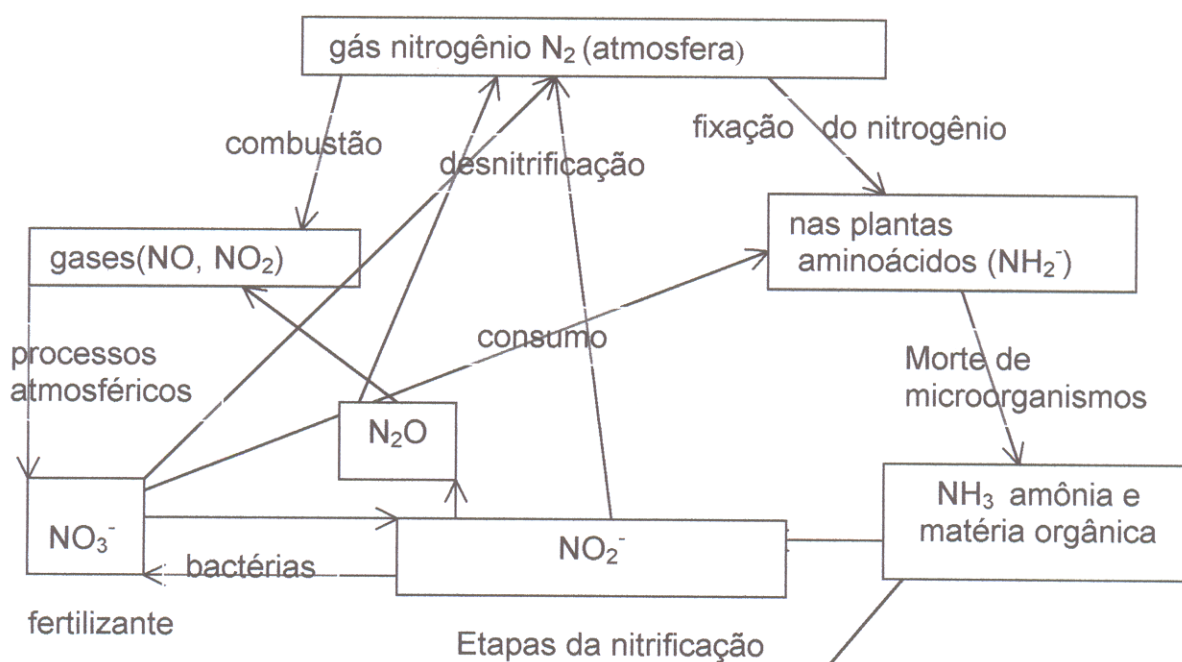 gás nitrogênio N₂ (atmosfera)
combustão
fixação do nitrogênio
desnitrificação
nas plantas
aminoácidos (NH₂⁻)
gases(NO, NO₂)
consumo
processos
atmosféricos
Morte de
microorganismos
N₂O
NH₃ amônia e
matéria orgânica
NO₃⁻
NO₂⁻
bactérias
fertilizante
Etapas da nitrificação